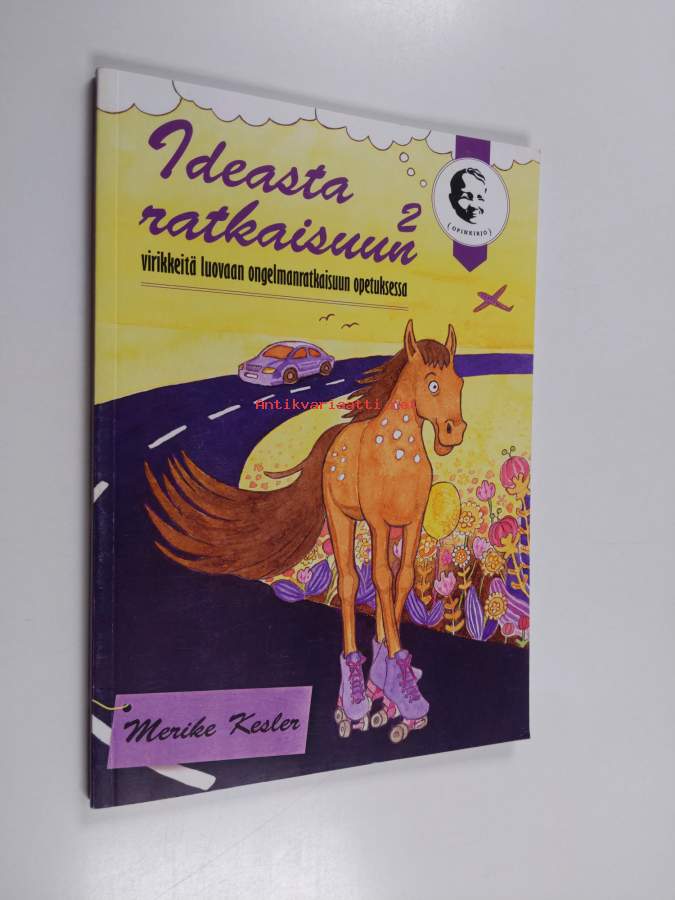 Ideasta
ratkaisuun 2
virikkeitä luovaan ongelmanratkaisuun opetuksessa
{OPINKIRJO}
Antikvariaatti.net
Merike Kesler